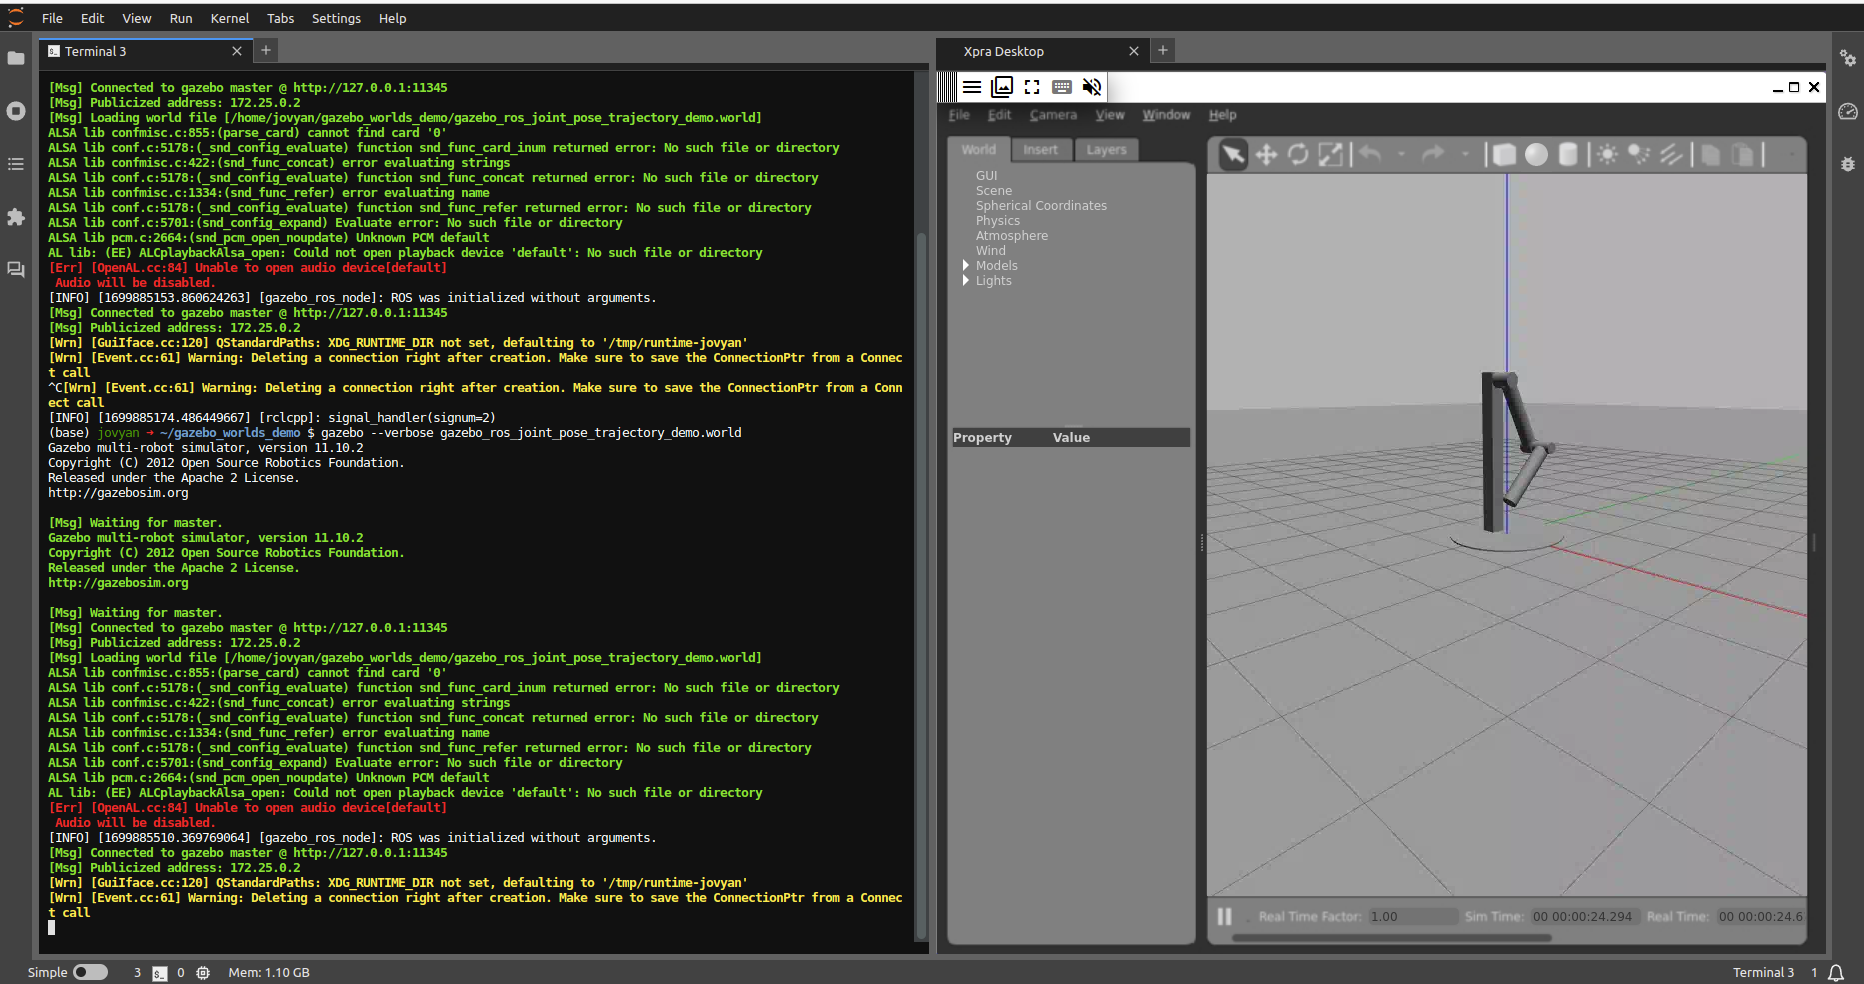 File Edit View Run Kernel Tabs Settings Help
Terminal 3
[Msg] Connected to gazebo master @ http://127.0.0.1:11345
[Msg] Publicized address: 172.25.0.2
[Msg] Loading world file [/home/jovyan/gazebo_worlds_demo/gazebo_ros_joint_pose_trajectory_demo.world]
ALSA lib confmisc.c:855:(parse_card) cannot find card '0'
ALSA lib conf.c:5178:(_snd_config_evaluate) function snd_func_card_inum returned error: No such file or directory
ALSA lib confmisc.c:422:(snd_func_concat) error evaluating strings
ALSA lib conf.c:5178:(_snd_config_evaluate) function snd_func_concat returned error: No such file or directory
ALSA lib confmisc.c:1334:(snd_func_refer) error evaluating name
ALSA lib conf.c:5178:(_snd_config_evaluate) function snd_func_refer returned error: No such file or directory
ALSA lib conf.c:5701:(snd_config_expand) Evaluate error: No such file or directory
ALSA lib pcm.c:2664:(snd_pcm_open_noupdate) Unknown PCM default
AL lib: (EE) ALCplaybackAlsa_open: Could not open playback device 'default': No such file or directory
[Err] [OpenAL.cc:84] Unable to open audio device[default]
Audio will be disabled.
[INFO] [1699885153.860624263] [gazebo_ros_node]: ROS was initialized without arguments.
[Msg] Connected to gazebo master @ http://127.0.0.1:11345
[Msg] Publicized address: 172.25.0.2
[Wrn] [GuiIface.cc:120] QStandardPaths: XDG_RUNTIME_DIR not set, defaulting to '/tmp/runtime-jovyan'
[Wrn] [Event.cc:61] Warning: Deleting a connection right after creation. Make sure to save the ConnectionPtr from a Connec
t call
^C[Wrn] [Event.cc:61] Warning: Deleting a connection right after creation. Make sure to save the ConnectionPtr from a Conn
ect call
[INFO] [1699885174.486449667] [rclcpp]: signal_handler(signum=2)
(base) jovyan ➜ ~/gazebo_worlds_demo $ gazebo --verbose gazebo_ros_joint_pose_trajectory_demo.world
Gazebo multi-robot simulator, version 11.10.2
Copyright (C) 2012 Open Source Robotics Foundation.
Released under the Apache 2 License.
http://gazebosim.org
[Msg] Waiting for master.
Gazebo multi-robot simulator, version 11.10.2
Copyright (C) 2012 Open Source Robotics Foundation.
Released under the Apache 2 License.
http://gazebosim.org
[Msg] Waiting for master.
[Msg] Connected to gazebo master @ http://127.0.0.1:11345
[Msg] Publicized address: 172.25.0.2
[Msg] Loading world file [/home/jovyan/gazebo_worlds_demo/gazebo_ros_joint_pose_trajectory_demo.world]
ALSA lib confmisc.c:855:(parse_card) cannot find card '0'
ALSA lib conf.c:5178:(_snd_config_evaluate) function snd_func_card_inum returned error: No such file or directory
ALSA lib confmisc.c:422:(snd_func_concat) error evaluating strings
ALSA lib conf.c:5178:(_snd_config_evaluate) function snd_func_concat returned error: No such file or directory
ALSA lib confmisc.c:1334:(snd_func_refer) error evaluating name
ALSA lib conf.c:5178:(_snd_config_evaluate) function snd_func_refer returned error: No such file or directory
ALSA lib conf.c:5701:(snd_config_expand) Evaluate error: No such file or directory
ALSA lib pcm.c:2664:(snd_pcm_open_noupdate) Unknown PCM default
AL lib: (EE) ALCplaybackAlsa_open: Could not open playback device 'default': No such file or directory
[Err] [OpenAL.cc:84] Unable to open audio device[default]
Audio will be disabled.
[INFO] [1699885510.369769064] [gazebo_ros_node]: ROS was initialized without arguments.
[Msg] Connected to gazebo master @ http://127.0.0.1:11345
[Msg] Publicized address: 172.25.0.2
[Wrn] [GuiIface.cc:120] QStandardPaths: XDG_RUNTIME_DIR not set, defaulting to '/tmp/runtime-jovyan'
[Wrn] [Event.cc:61] Warning: Deleting a connection right after creation. Make sure to save the ConnectionPtr from a Connec
t call
Xpra Desktop
File Edit Camera View Window Help
World Insert Layers
GUI
Scene
Spherical Coordinates
Physics
Atmosphere
Wind
Models
Lights
Property Value
Real Time Factor: 1.00 Sim Time: 00 00:00:24.294 Real Time: 00 00:00:24.6
Simple 3 $_ 0 Mem: 1.10 GB Terminal 3 1